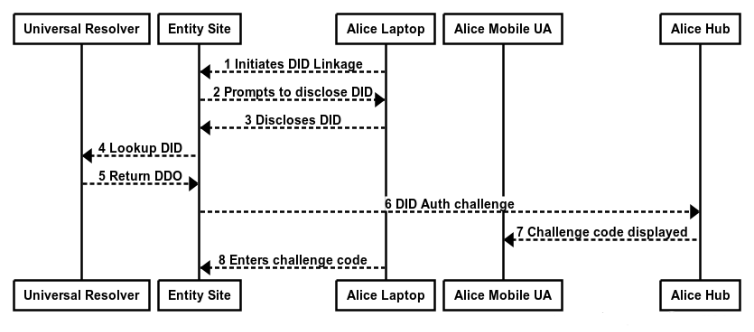 Universal Resolver
Entity Site
Alice Laptop
Alice Mobile UA
Alice Hub
1 Initiates DID Linkage
2 Prompts to disclose DID
3 Discloses DID
4 Lookup DID
5 Return DDO
6 DID Auth challenge
7 Challenge code displayed
8 Enters challenge code
Universal Resolver
Entity Site
Alice Laptop
Alice Mobile UA
Alice Hub